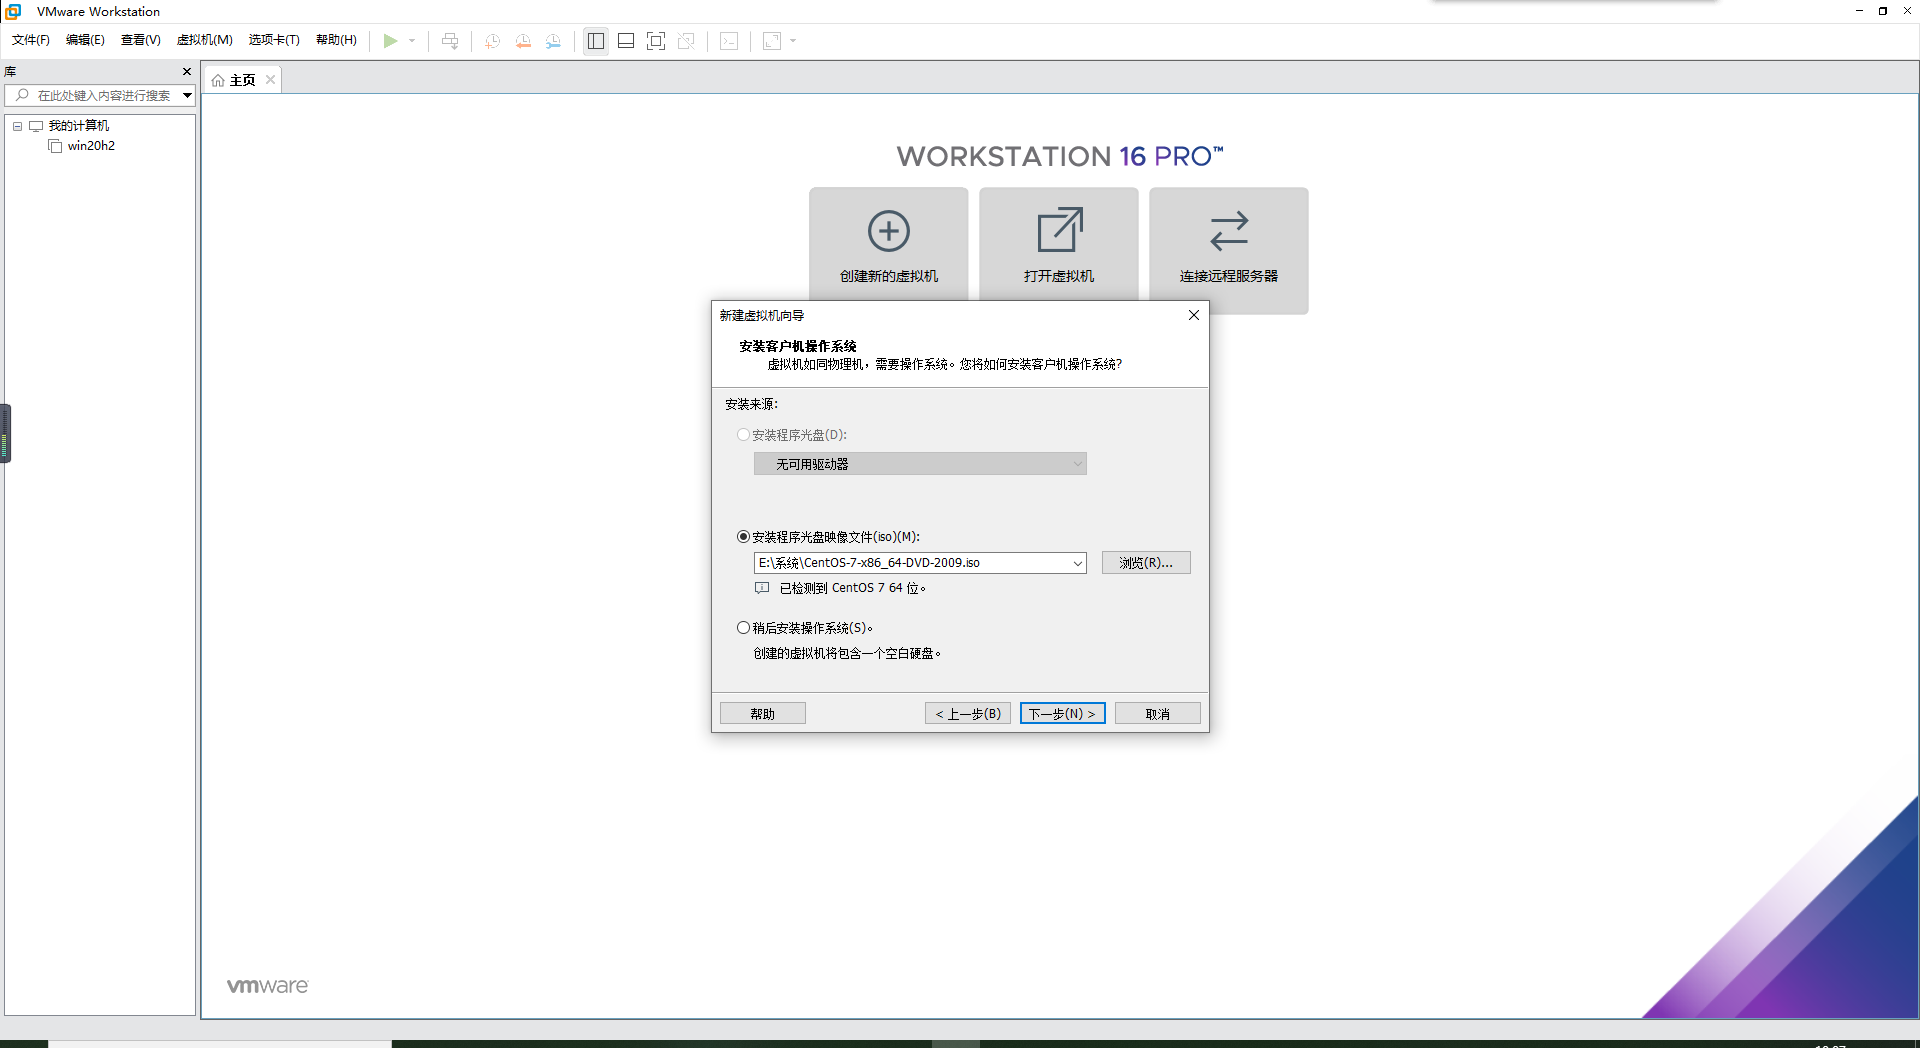 VMware Workstation
文件(F) 编辑(E) 查看(V) 虚拟机(M) 选项卡(T) 帮助(H)
库
主页
在此处键入内容进行搜索
我的计算机
win20h2
WORKSTATION 16 PRO™
创建新的虚拟机 打开虚拟机 连接远程服务器
新建虚拟机向导
安装客户机操作系统
虚拟机如同物理机，需要操作系统。您将如何安装客户机操作系统?
安装来源:
安装程序光盘(D):
无可用驱动器
安装程序光盘映像文件(iso)(M):
E:\系统\CentOS-7-x86_64-DVD-2009.iso
浏览(R)...
已检测到 CentOS 7 64 位。
稍后安装操作系统(S)。
创建的虚拟机将包含一个空白硬盘。
帮助 < 上一步(B) 下一步(N) > 取消
vmware